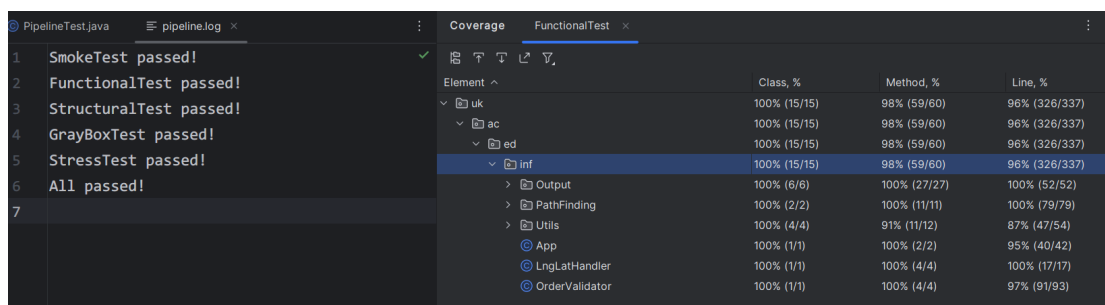 PipelineTest.java pipeline.log
1 SmokeTest passed!
2 FunctionalTest passed!
3 StructuralTest passed!
4 GrayBoxTest passed!
5 StressTest passed!
6 All passed!
7
Coverage FunctionalTest
Element Class, % Method, % Line, %
uk 100% (15/15) 98% (59/60) 96% (326/337)
ac 100% (15/15) 98% (59/60) 96% (326/337)
ed 100% (15/15) 98% (59/60) 96% (326/337)
inf 100% (15/15) 98% (59/60) 96% (326/337)
Output 100% (6/6) 100% (27/27) 100% (52/52)
PathFinding 100% (2/2) 100% (11/11) 100% (79/79)
Utils 100% (4/4) 91% (11/12) 87% (47/54)
App 100% (1/1) 100% (2/2) 95% (40/42)
LngLatHandler 100% (1/1) 100% (4/4) 100% (17/17)
OrderValidator 100% (1/1) 100% (4/4) 97% (91/93)